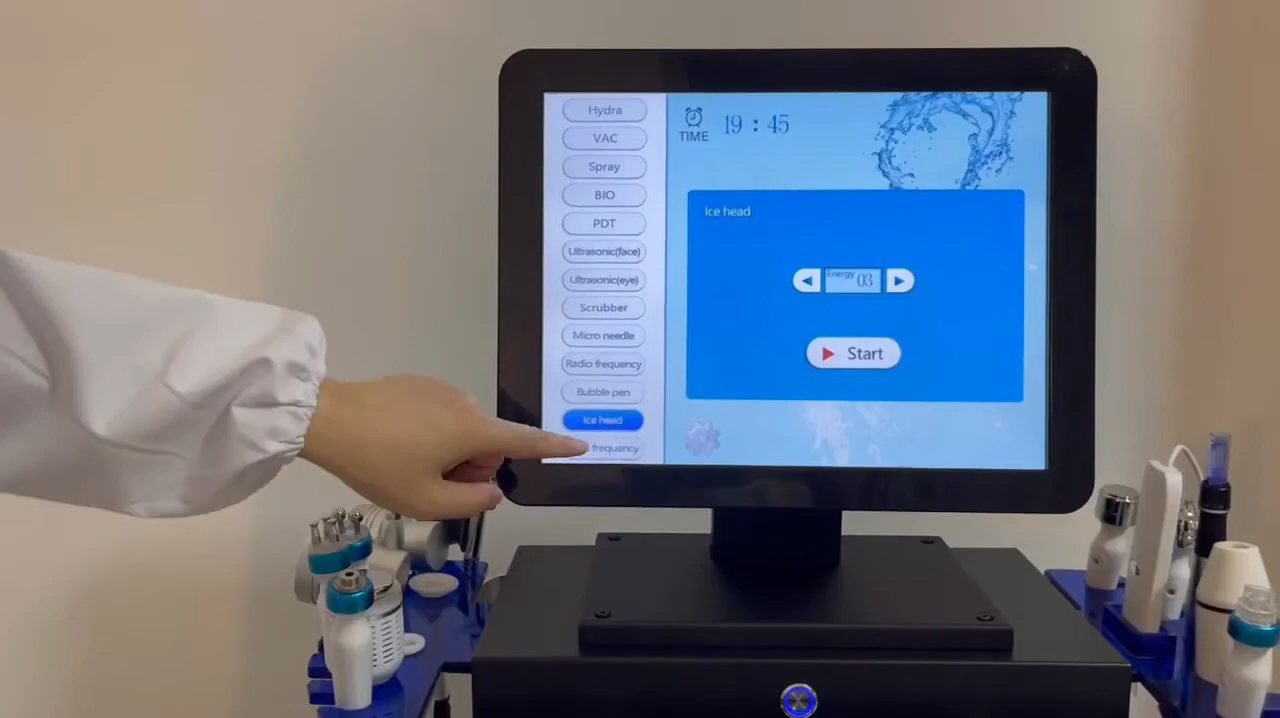 Hydra
VAC
Spray
BIO
PDT
Ultrasonic(face)
Ultrasonic(eye)
Scrubber
Micro needle
Radio frequency
Bubble pen
Ice head
frequency
TIME 19 : 45
Ice head
Energy 03
Start